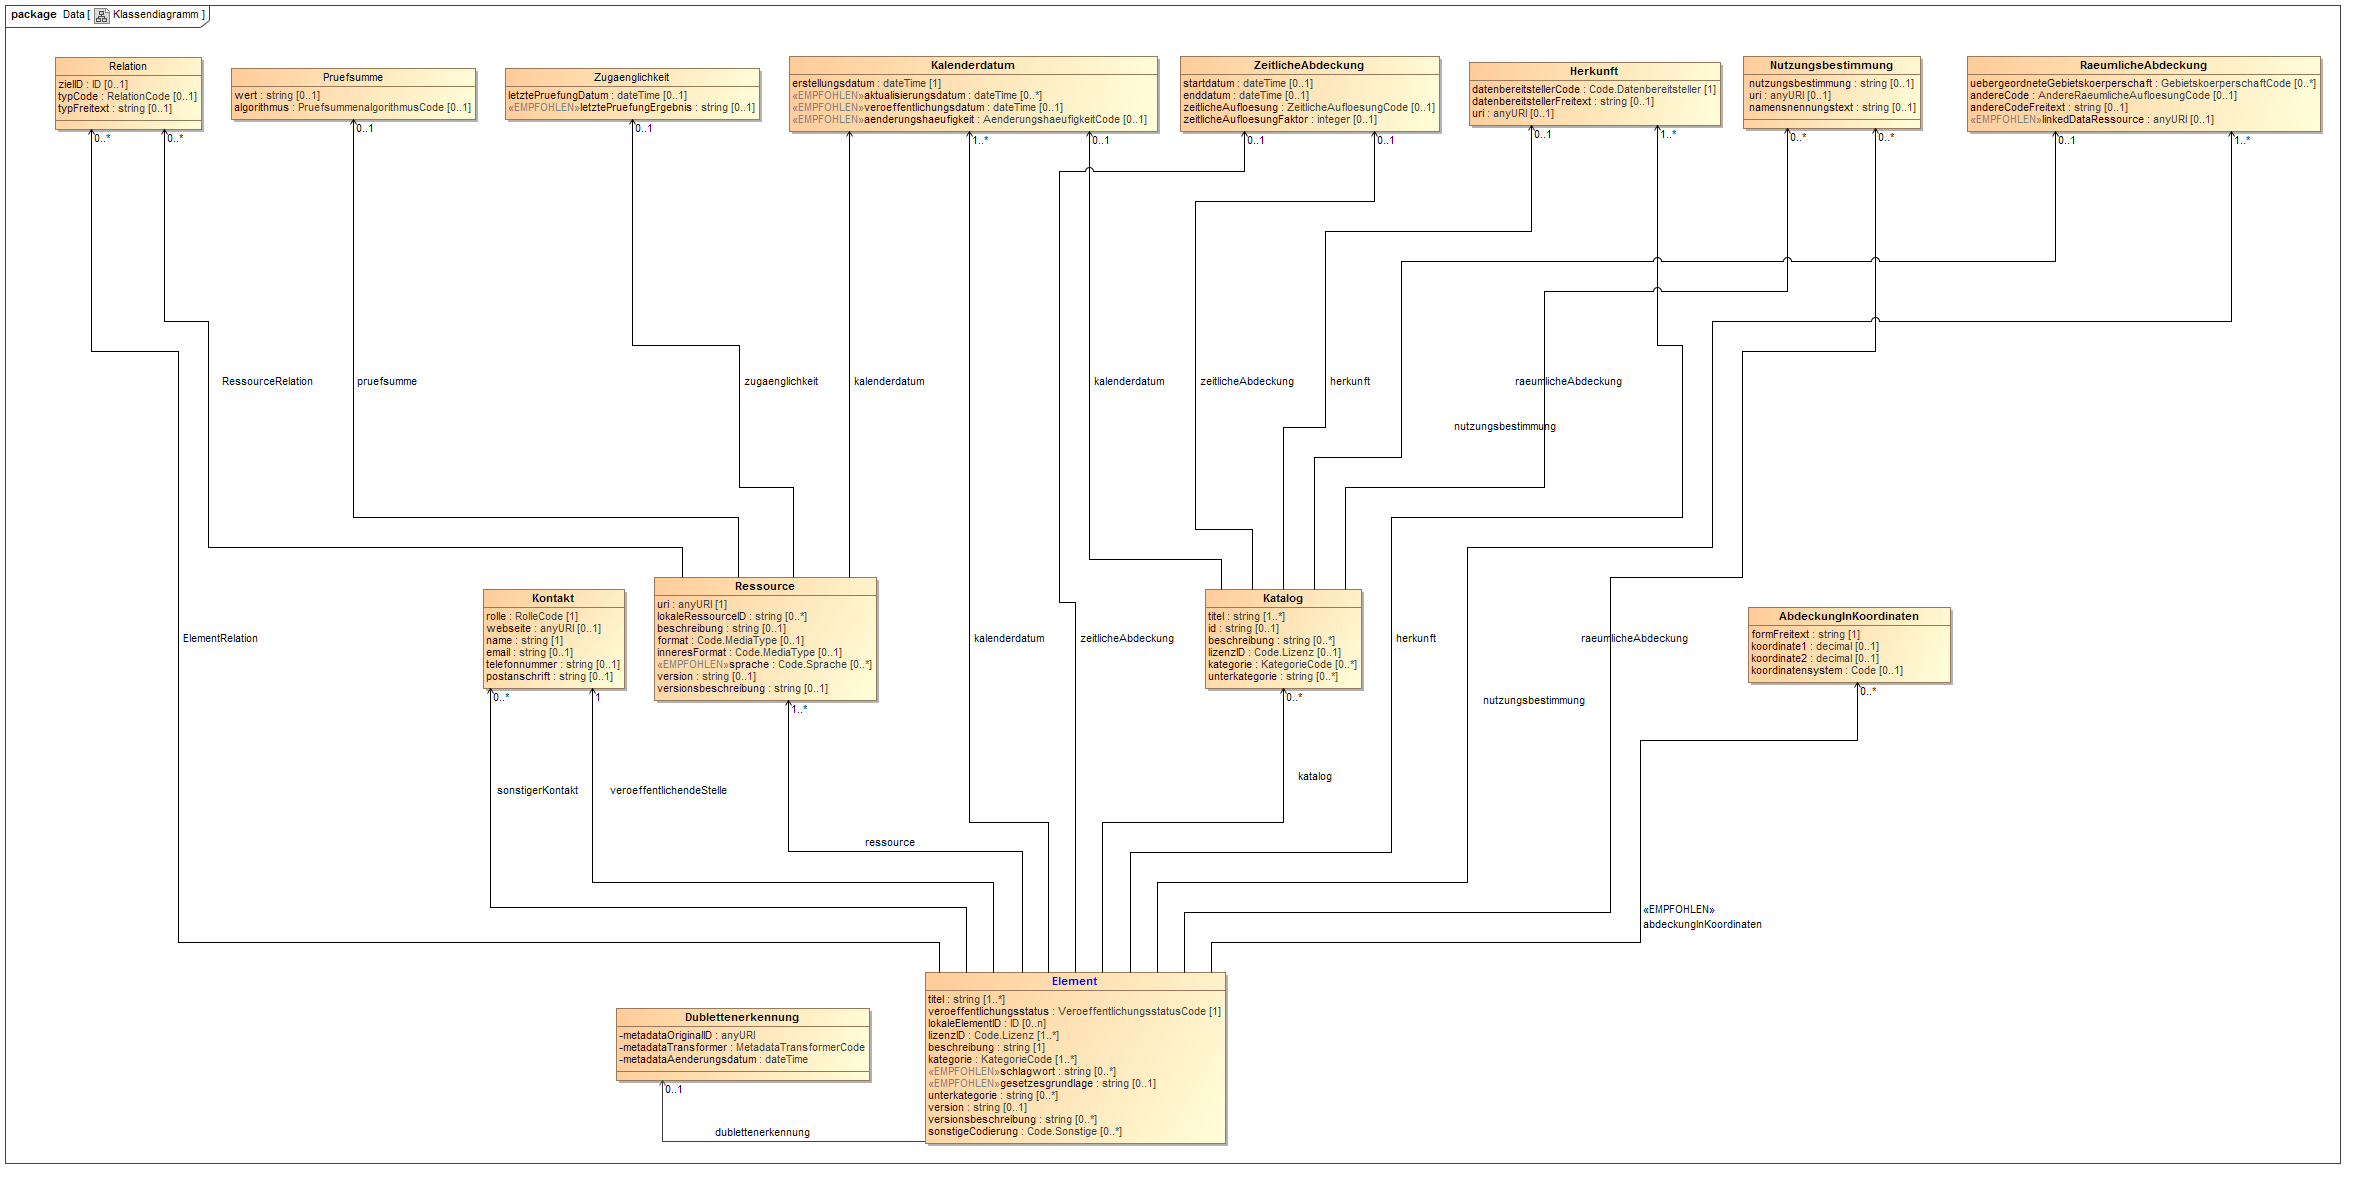 package Data [ Klassendiagramm ]
Relation
zielID : ID [0..1]
typCode : RelationCode [0..1]
typFreitext : string [0..1]
Pruefsumme
wert : string [0..1]
algorithmus : PruefsummenalgorithmusCode [0..1]
Zugaenglichkeit
letztePruefungDatum : dateTime [0..1]
«EMPFOHLEN»letztePruefungErgebnis : string [0..1]
Kalenderdatum
erstellungsdatum : dateTime [1]
«EMPFOHLEN»aktualisierungsdatum : dateTime [0..*]
«EMPFOHLEN»veroeffentlichungsdatum : dateTime [0..1]
«EMPFOHLEN»aenderungshaeufigkeit : AenderungshaeufigkeitCode [0..1]
ZeitlicheAbdeckung
startdatum : dateTime [0..1]
enddatum : dateTime [0..1]
zeitlicheAufloesung : ZeitlicheAufloesungCode [0..1]
zeitlicheAufloesungFaktor : integer [0..1]
Herkunft
datenbereitstellerCode : Code.Datenbereitsteller [1]
datenbereitstellerFreitext : string [0..1]
uri : anyURI [0..1]
Nutzungsbestimmung
nutzungsbestimmung : string [0..1]
uri : anyURI [0..1]
namensnennungstext : string [0..1]
RaeumlicheAbdeckung
uebergeordneteGebietskoerperschaft : GebietskoerperschaftCode [0..*]
andereCode : AndereRaeumlicheAufloesungCode [0..1]
andereCodeFreitext : string [0..1]
«EMPFOHLEN»linkedDataRessource : anyURI [0..1]
0..*
0..*
0..1
0..1
1..*
0..1
0..1
0..1
0..1
1..*
0..*
0..*
0..1
1..*
RessourceRelation
pruefsumme
zugaenglichkeit
kalenderdatum
kalenderdatum
zeitlicheAbdeckung
herkunft
raeumlicheAbdeckung
nutzungsbestimmung
Kontakt
rolle : RolleCode [1]
webseite : anyURI [0..1]
name : string [1]
email : string [0..1]
telefonnummer : string [0..1]
postanschrift : string [0..1]
Ressource
uri : anyURI [1]
lokaleRessourceID : string [0..*]
beschreibung : string [0..1]
format : Code.MediaType [0..1]
inneresFormat : Code.MediaType [0..1]
«EMPFOHLEN»sprache : Code.Sprache [0..*]
version : string [0..1]
versionsbeschreibung : string [0..1]
Katalog
titel : string [1..*]
id : string [0..1]
beschreibung : string [0..*]
lizenzID : Code.Lizenz [0..1]
kategorie : KategorieCode [0..*]
unterkategorie : string [0..*]
AbdeckungInKoordinaten
formFreitext : string [1]
koordinate1 : decimal [0..1]
koordinate2 : decimal [0..1]
koordinatensystem : Code [0..1]
ElementRelation
kalenderdatum
zeitlicheAbdeckung
herkunft
raeumlicheAbdeckung
0..*
1
1..*
0..*
0..*
nutzungsbestimmung
katalog
sonstigerKontakt
veroeffentlichendeStelle
ressource
«EMPFOHLEN»
abdeckungInKoordinaten
Element
titel : string [1..*]
veroeffentlichungsstatus : VeroeffentlichungsstatusCode [1]
lokaleElementID : ID [0..n]
lizenzID : Code.Lizenz [1..*]
beschreibung : string [1]
kategorie : KategorieCode [1..*]
«EMPFOHLEN»schlagwort : string [0..*]
«EMPFOHLEN»gesetzesgrundlage : string [0..1]
unterkategorie : string [0..*]
version : string [0..1]
versionsbeschreibung : string [0..*]
sonstigeCodierung : Code.Sonstige [0..*]
Dublettenerkennung
-metadataOriginalID : anyURI
-metadataTransformer : MetadataTransformerCode
-metadataAenderungsdatum : dateTime
0..1
dublettenerkennung